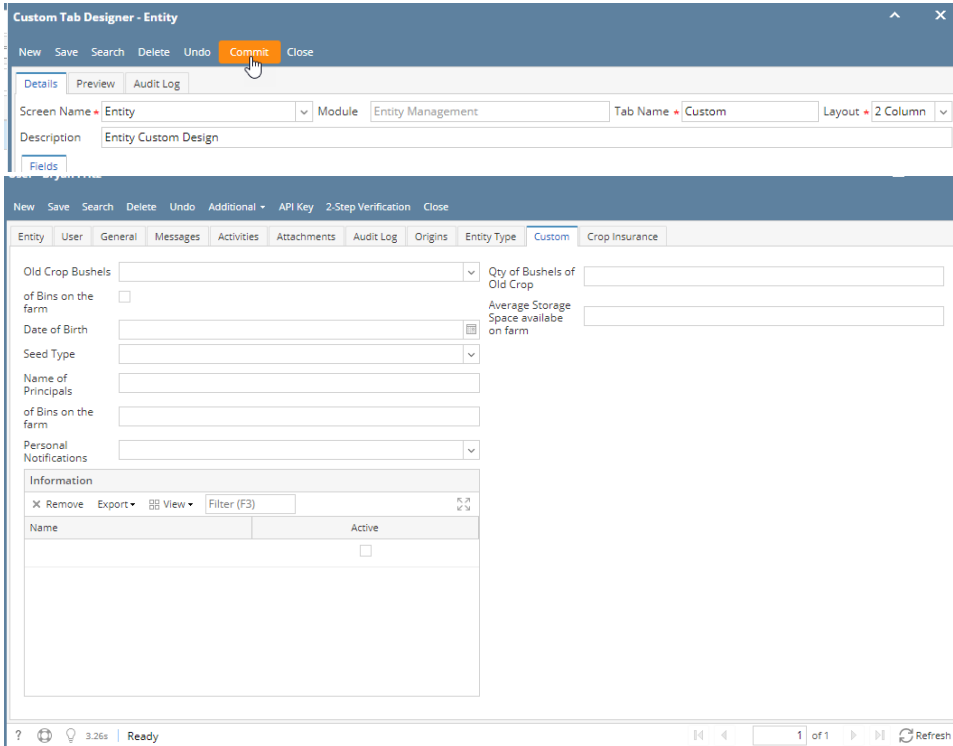 Custom Tab Designer - Entity
New Save Search Delete Undo Commit Close
Details Preview Audit Log
Screen Name * Entity Module Entity Management Tab Name * Custom Layout * 2 Column
Description Entity Custom Design
Fields
New Save Search Delete Undo Additional API Key 2-Step Verification Close
Entity User General Messages Activities Attachments Audit Log Origins Entity Type Custom Crop Insurance
Old Crop Bushels
of Bins on the
farm
Date of Birth
Seed Type
Name of
Principals
of Bins on the
farm
Personal
Notifications
Qty of Bushels of
Old Crop
Average Storage
Space availabe
on farm
Information
Remove Export View Filter (F3)
Name Active
? 3.26s Ready 1 of 1 Refresh